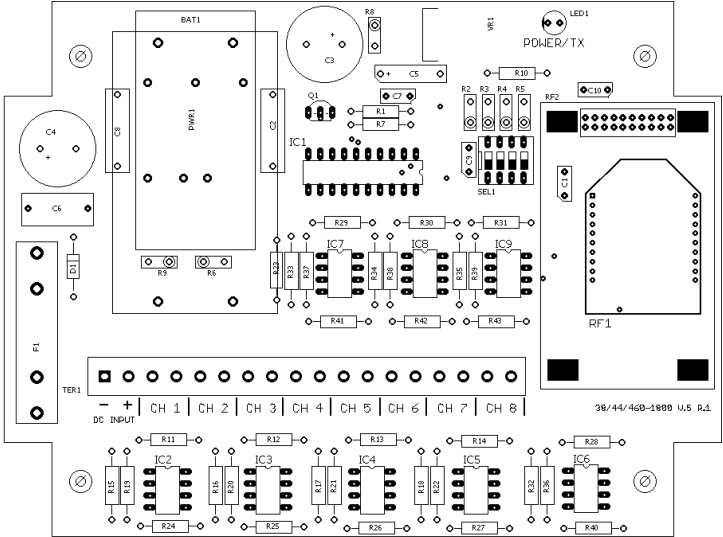 BAT1
R8
VR1
LED1
POWER/TX
C3
C5
R10
C7
Q1
R1
R7
R2 R3 R4 R5
C10
RF2
C4
C8
PWR1
C2
IC1
C9
SEL1
C1
C6
R29
R30
R31
IC7
IC8
IC9
D1
R9
R6
R23
R33
R37
R34
R38
R35
R39
F1
R41
R42
R43
RF1
TER1
- + | CH 1 | CH 2 | CH 3 | CH 4 | CH 5 | CH 6 | CH 7 | CH 8 |
DC INPUT
38/44/460-1800 V.5 R.1
R11
R12
R13
R14
R28
IC2
IC3
IC4
IC5
IC6
R15
R19
R16
R20
R17
R21
R18
R22
R32
R36
R24
R25
R26
R27
R40